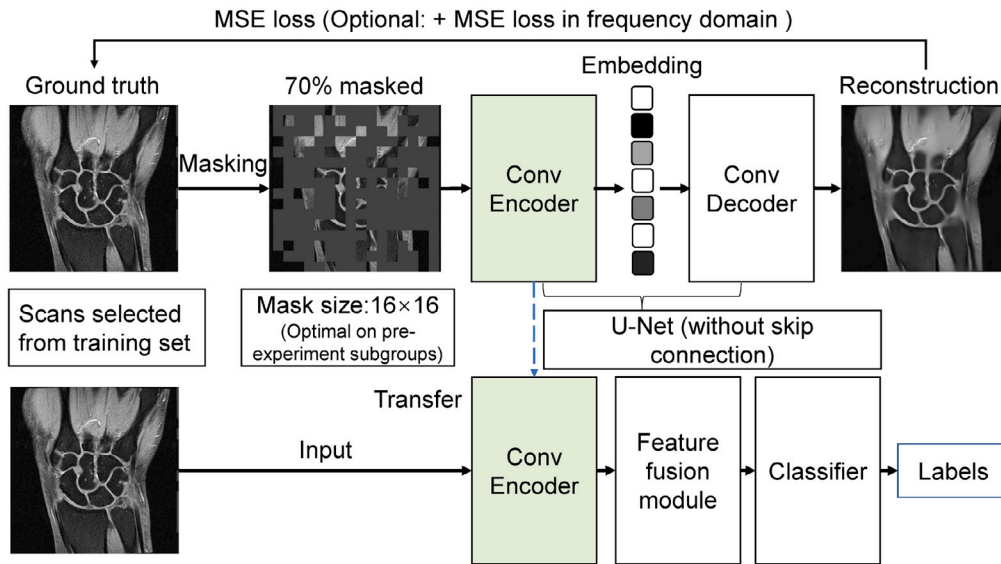 MSE loss (Optional: + MSE loss in frequency domain )
Ground truth
70% masked
Embedding
Reconstruction
Masking
Conv
Encoder
Conv
Decoder
Scans selected
from training set
Mask size:16×16
(Optimal on pre-
experiment subgroups)
U-Net (without skip
connection)
Transfer
Input
Conv
Encoder
Feature
fusion
module
Classifier
Labels